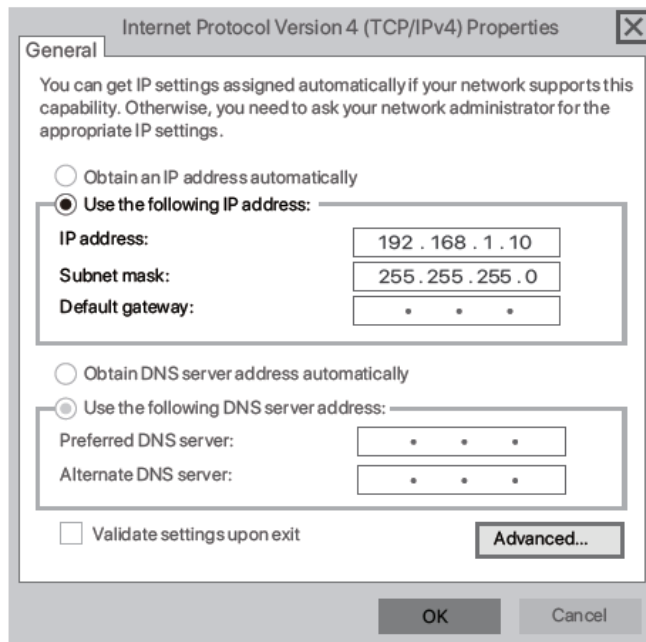 Internet Protocol Version 4 (TCP/IPv4) Properties
General
You can get IP settings assigned automatically if your network supports this
capability. Otherwise, you need to ask your network administrator for the
appropriate IP settings.
Obtain an IP address automatically
Use the following IP address:
IP address: 192 . 168 . 1 . 10
Subnet mask: 255 . 255 . 255 . 0
Default gateway: . . .
Obtain DNS server address automatically
Use the following DNS server address:
Preferred DNS server: . . .
Alternate DNS server: . . .
Validate settings upon exit
Advanced...
OK Cancel